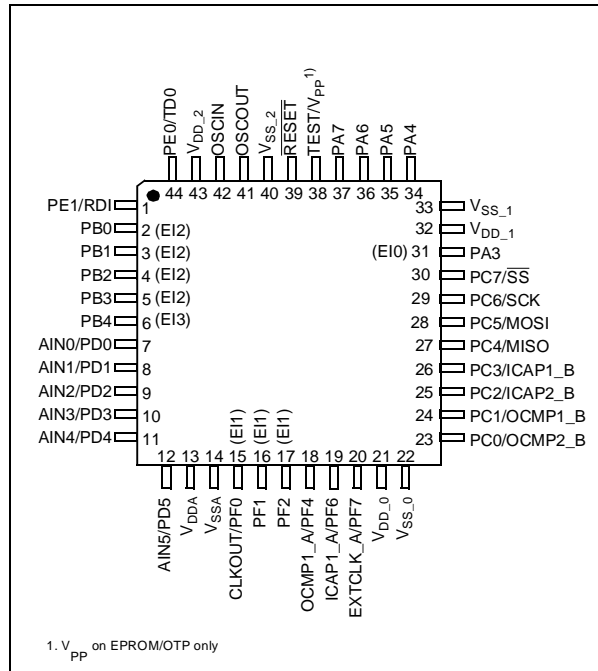 PE0/TD0
VDD_2
OSCIN
OSCOUT
VSS_2
RESET
TEST/VPP1)
PA7
PA6
PA5
PA4
44 43 42 41 40 39 38 37 36 35 34
PE1/RDI 1
PB0 2 (EI2)
PB1 3 (EI2)
PB2 4 (EI2)
PB3 5 (EI2)
PB4 6 (EI3)
AIN0/PD0 7
AIN1/PD1 8
AIN2/PD2 9
AIN3/PD3 10
AIN4/PD4 11
33 VSS_1
32 VDD_1
(EI0) 31 PA3
30 PC7/SS
29 PC6/SCK
28 PC5/MOSI
27 PC4/MISO
26 PC3/ICAP1_B
25 PC2/ICAP2_B
24 PC1/OCMP1_B
23 PC0/OCMP2_B
(EI1) (EI1) (EI1)
12 13 14 15 16 17 18 19 20 21 22
AIN5/PD5
VDDA
VSSA
CLKOUT/PF0
PF1
PF2
OCMP1_A/PF4
ICAP1_A/PF6
EXTCLK_A/PF7
VDD_0
VSS_0
1. VPP on EPROM/OTP only